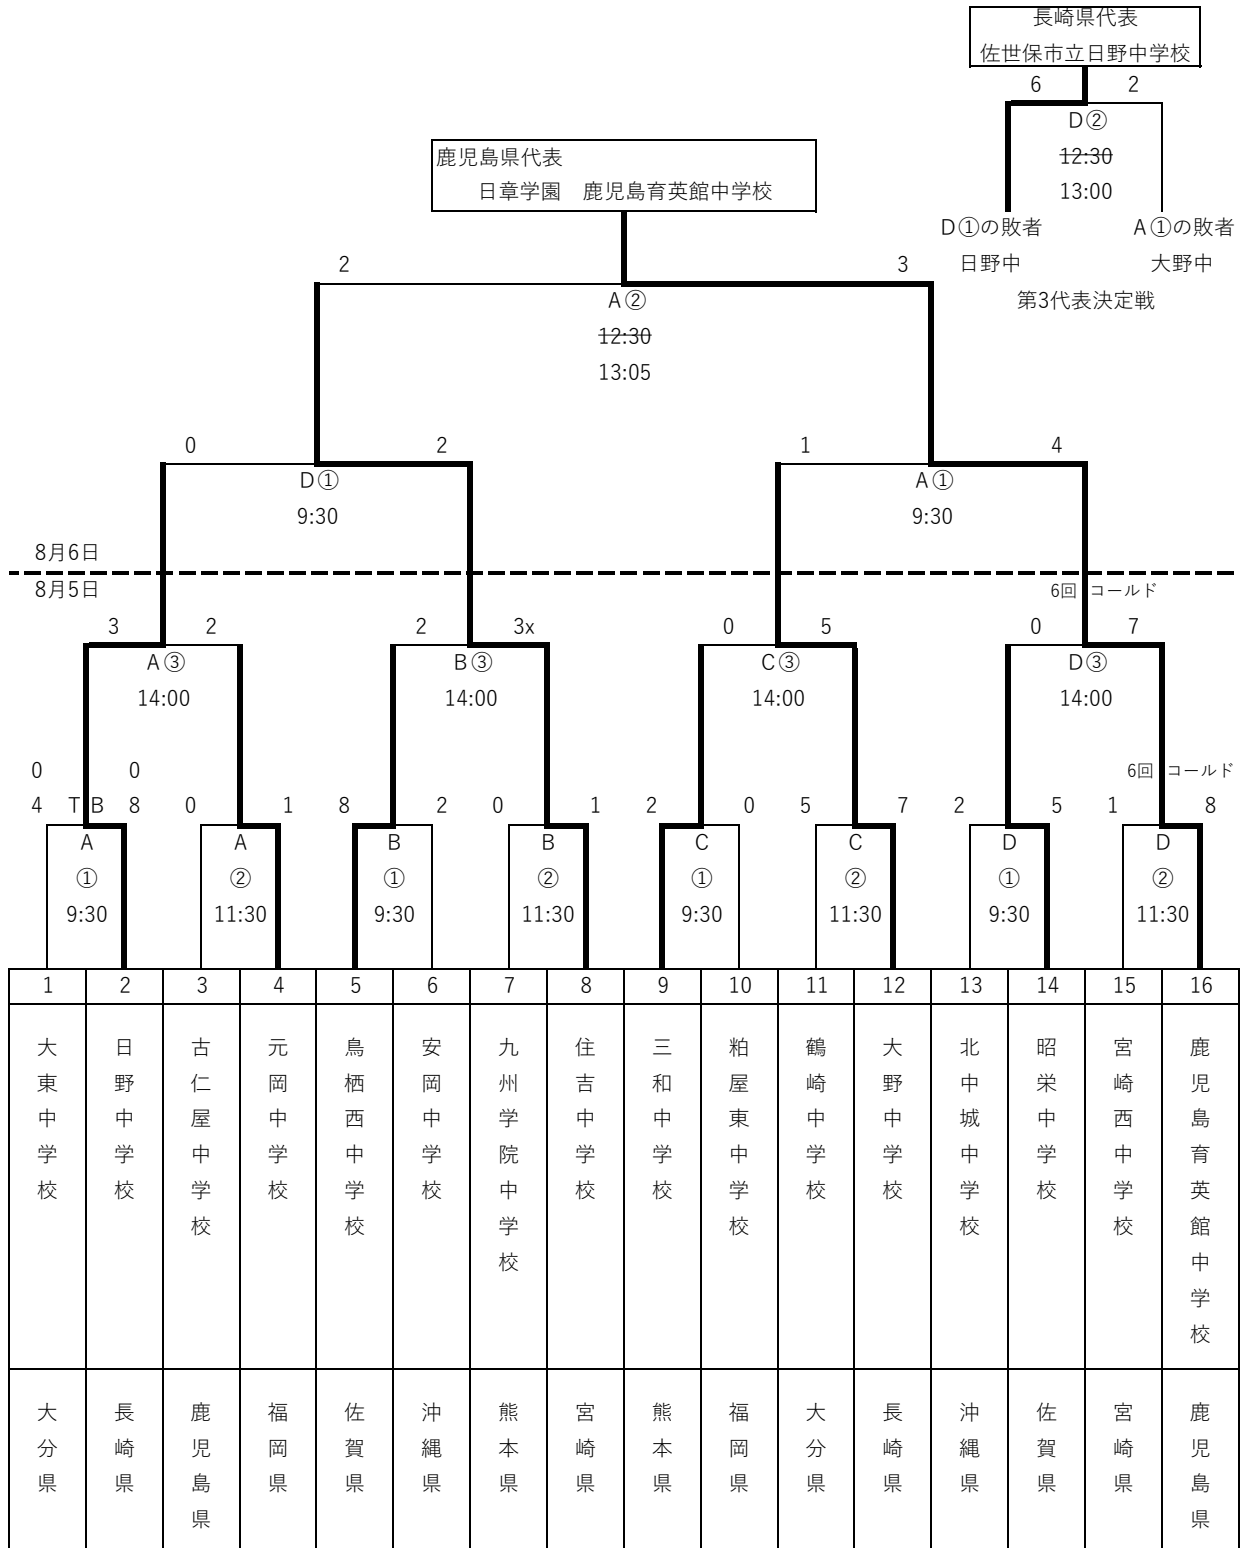 長崎県代表
佐世保市立日野中学校
6 2
D②
12:30
13:00
D①の敗者 A①の敗者
日野中 大野中
第3代表決定戦
鹿児島県代表
日章学園 鹿児島育英館中学校
2 3
A②
12:30
13:05
0 2 1 4
D① A①
9:30 9:30
8月6日
8月5日
6回 コールド
3 2 2 3x 0 5 0 7
A③ B③ C③ D③
14:00 14:00 14:00 14:00
0 0
6回 コールド
4 TB 8 0 1 8 2 0 1 2 0 5 7 2 5 1 8
A A B B C C D D
① ② ① ② ① ② ① ②
9:30 11:30 9:30 11:30 9:30 11:30 9:30 11:30
1 2 3 4 5 6 7 8 9 10 11 12 13 14 15 16
大東中学校
日野中学校
古仁屋中学校
元岡中学校
鳥栖西中学校
安岡中学校
九州学院中学校
住吉中学校
三和中学校
粕屋東中学校
鶴崎中学校
大野中学校
北中城中学校
昭栄中学校
宮崎西中学校
鹿児島育英館中学校
大分県
長崎県
鹿児島県
福岡県
佐賀県
沖縄県
熊本県
宮崎県
熊本県
福岡県
大分県
長崎県
沖縄県
佐賀県
宮崎県
鹿児島県